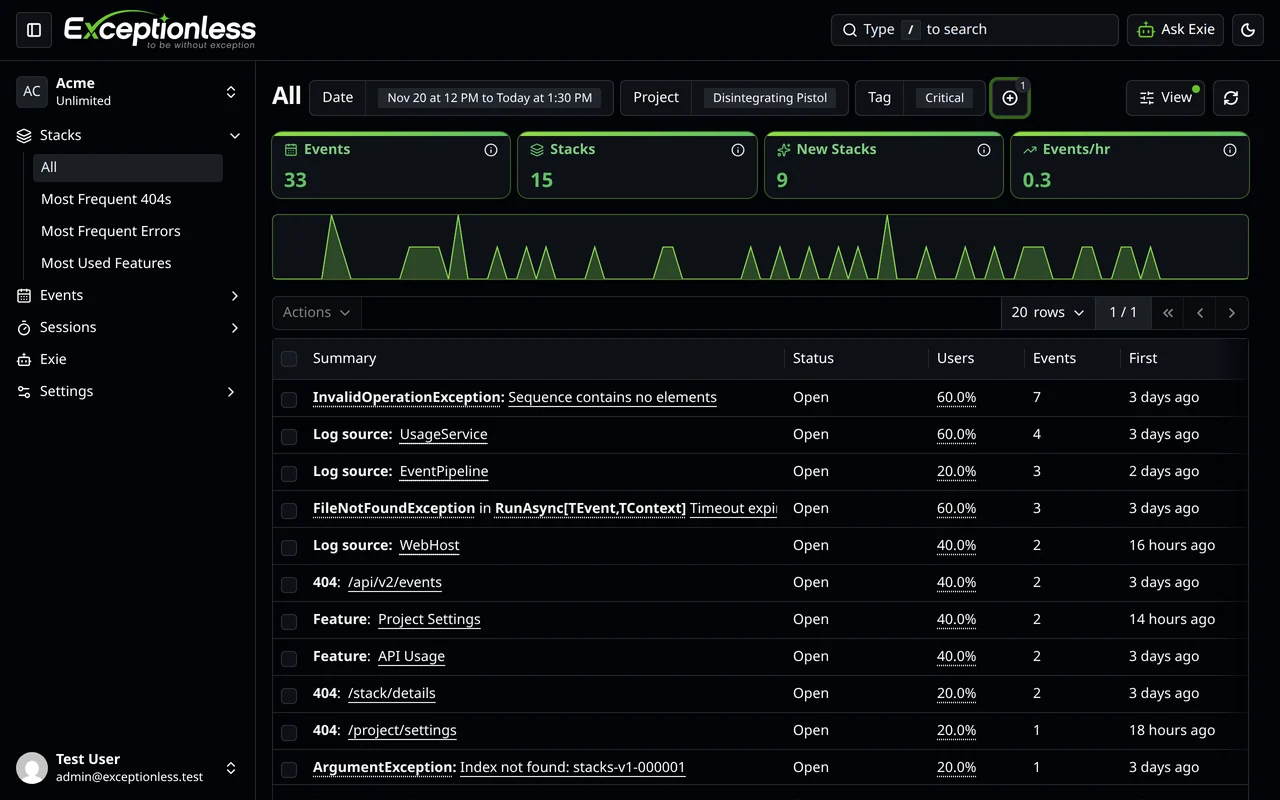 Exceptionless
to be without exception
Type / to search
Ask Exie
AC
Acme
Unlimited
Stacks
All
Most Frequent 404s
Most Frequent Errors
Most Used Features
Events
Sessions
Exie
Settings
Test User
admin@exceptionless.test
All
Date Nov 20 at 12 PM to Today at 1:30 PM
Project Disintegrating Pistol
Tag Critical
1
View
Events
33
Stacks
15
New Stacks
9
Events/hr
0.3
Actions
20 rows
1 / 1
Summary Status Users Events First
InvalidOperationException: Sequence contains no elements Open 60.0% 7 3 days ago
Log source: UsageService Open 60.0% 4 3 days ago
Log source: EventPipeline Open 20.0% 3 2 days ago
FileNotFoundException in RunAsync[TEvent,TContext] Timeout expi Open 60.0% 3 3 days ago
Log source: WebHost Open 40.0% 2 16 hours ago
404: /api/v2/events Open 40.0% 2 3 days ago
Feature: Project Settings Open 40.0% 2 14 hours ago
Feature: API Usage Open 40.0% 2 3 days ago
404: /stack/details Open 20.0% 2 3 days ago
404: /project/settings Open 20.0% 1 18 hours ago
ArgumentException: Index not found: stacks-v1-000001 Open 20.0% 1 3 days ago